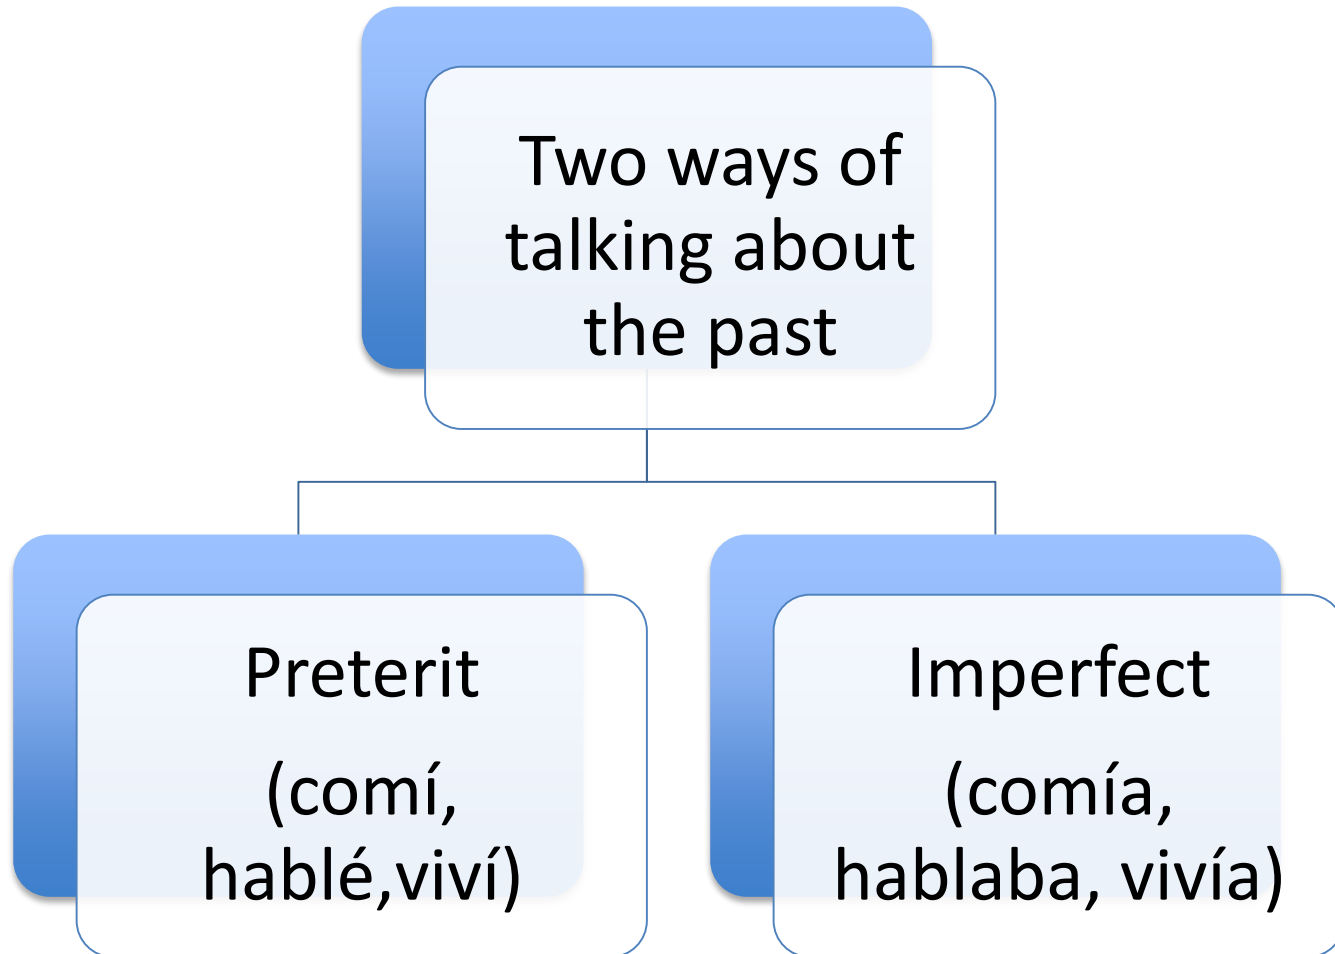 Two ways of
talking about
the past
Preterit
(comí,
hablé,viví)
Imperfect
(comía,
hablaba, vivía)